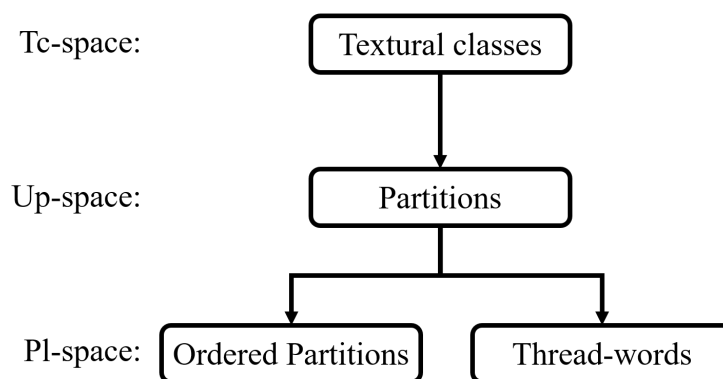 Tc-space: Textural classes
Up-space: Partitions
Pl-space: Ordered Partitions Thread-words